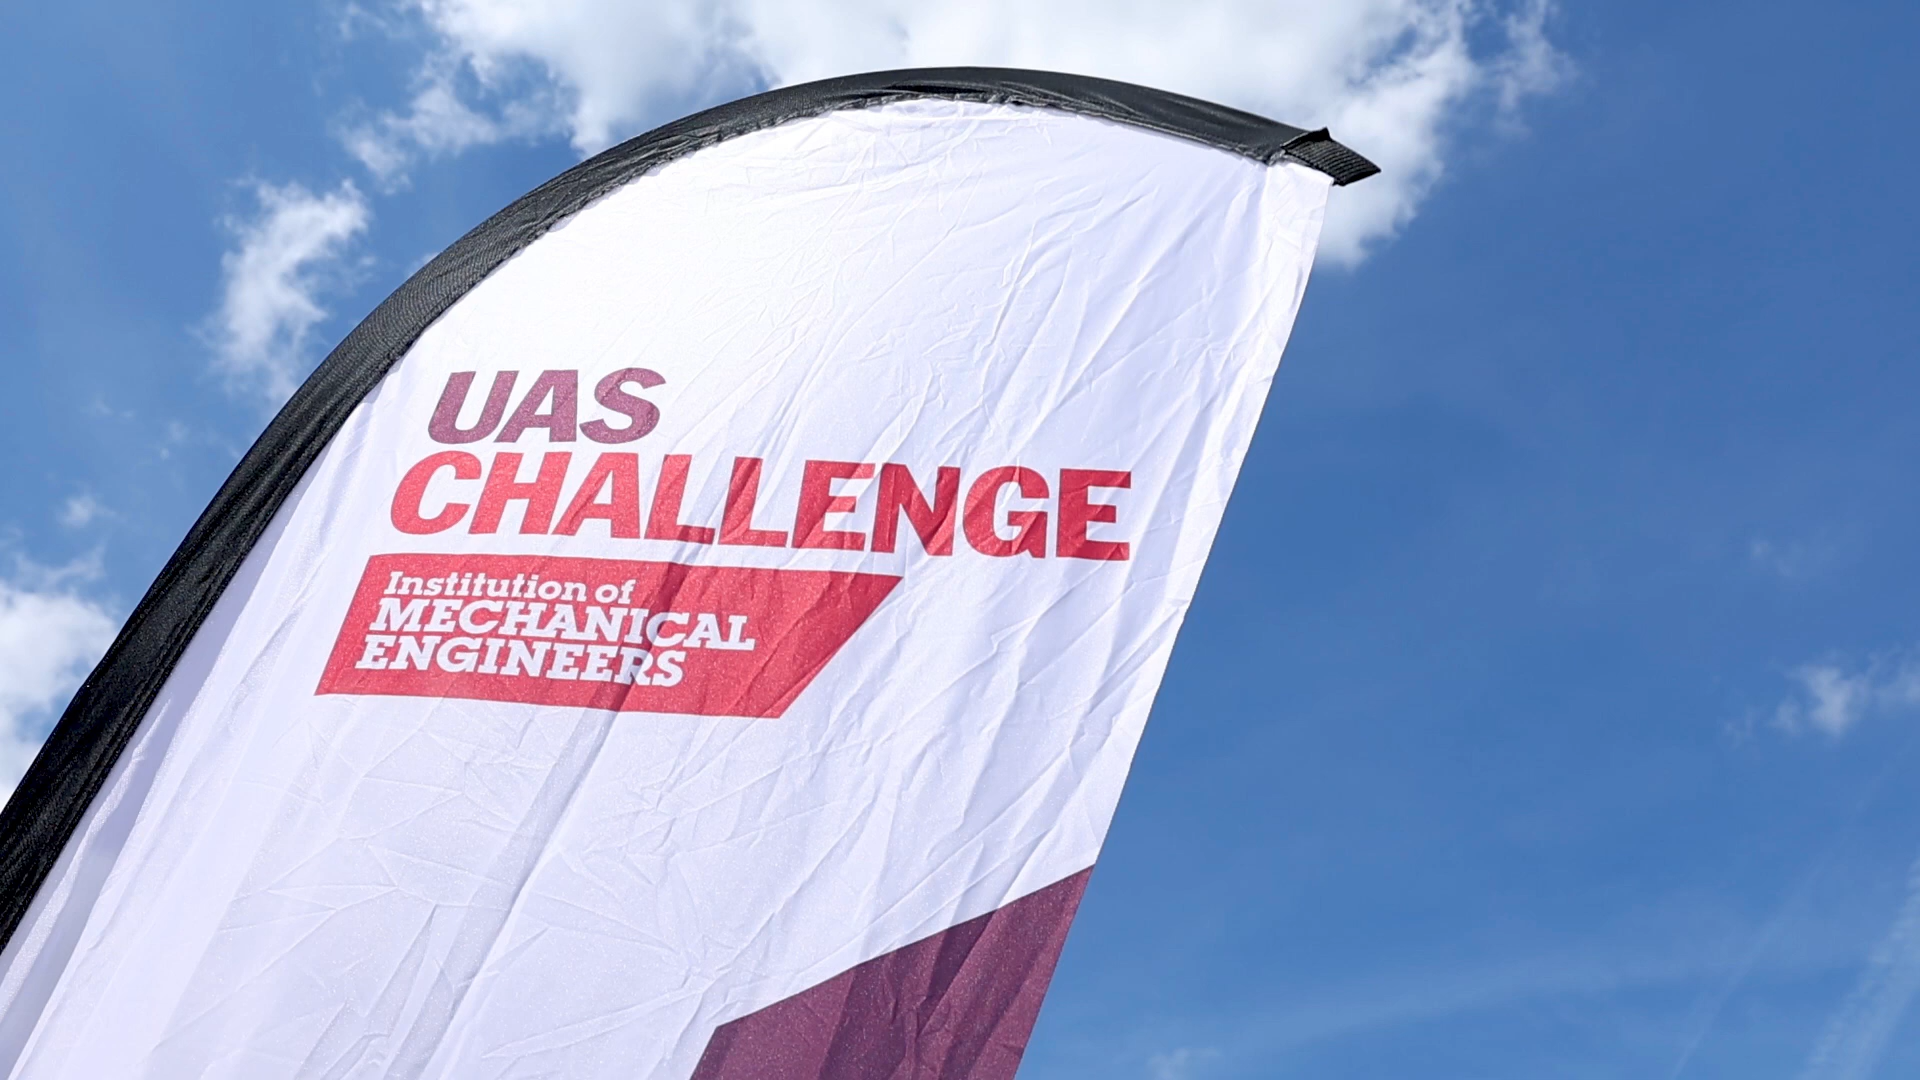 UAS
CHALLENGE
Institution of
MECHANICAL
ENGINEERS